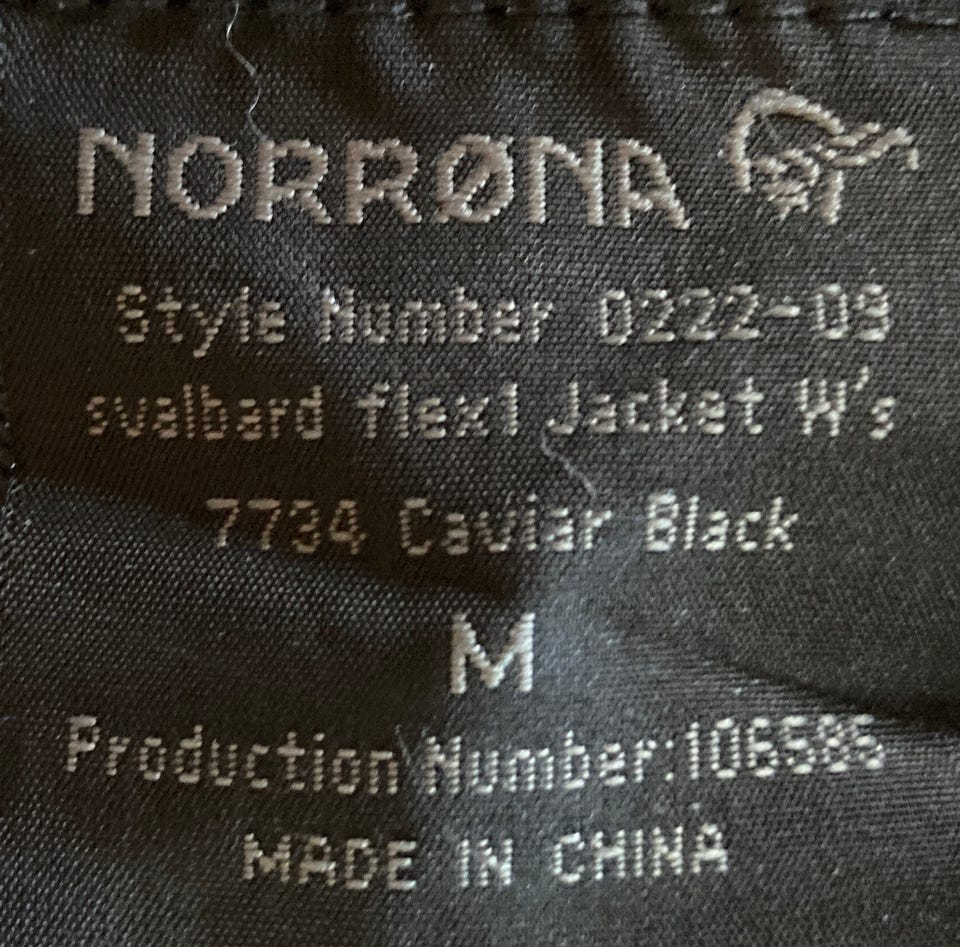 NORRØNA
Style Number 0222-09
svalbard flex1 Jacket W's
7734 Caviar Black
M
Production Number:106586
MADE IN CHINA